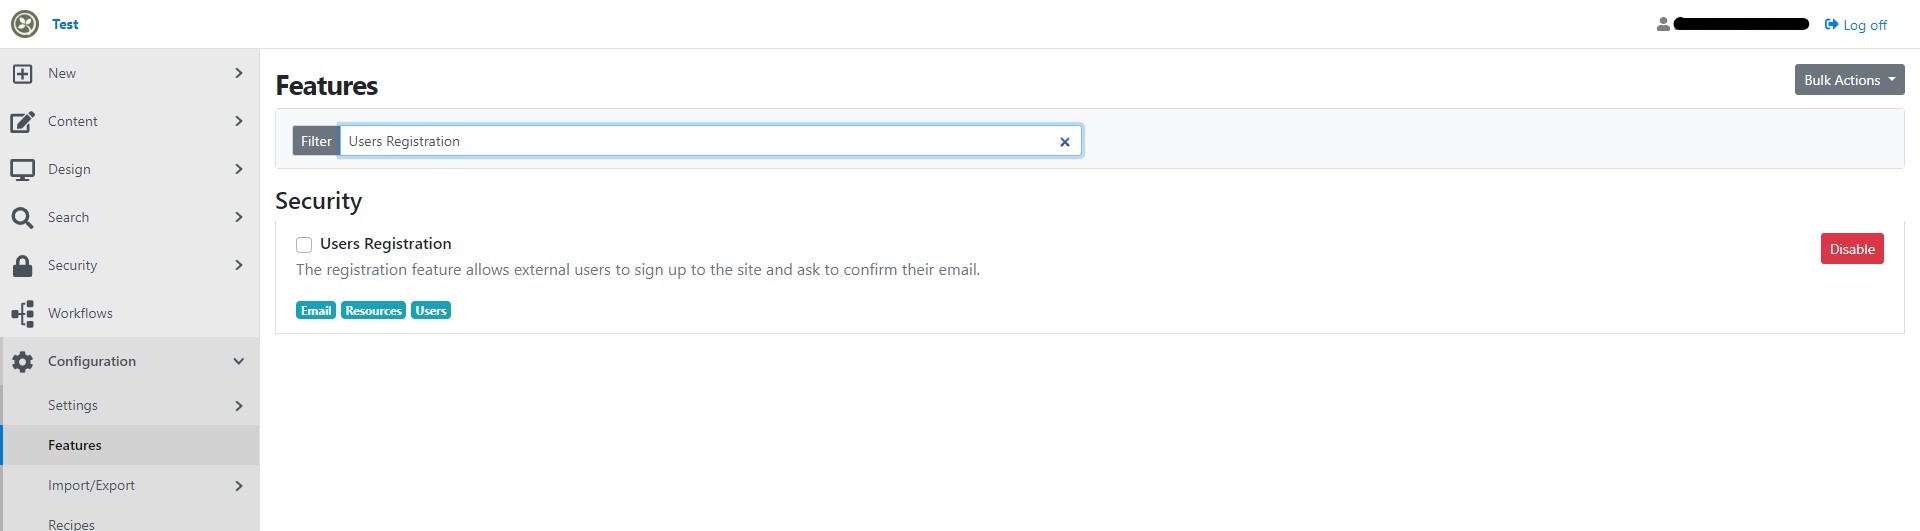 Test
Log off
New
Content
Design
Search
Security
Workflows
Configuration
Settings
Features
Import/Export
Recipes
Features
Bulk Actions
Filter Users Registration
Security
Users Registration
Disable
The registration feature allows external users to sign up to the site and ask to confirm their email.
Email Resources Users